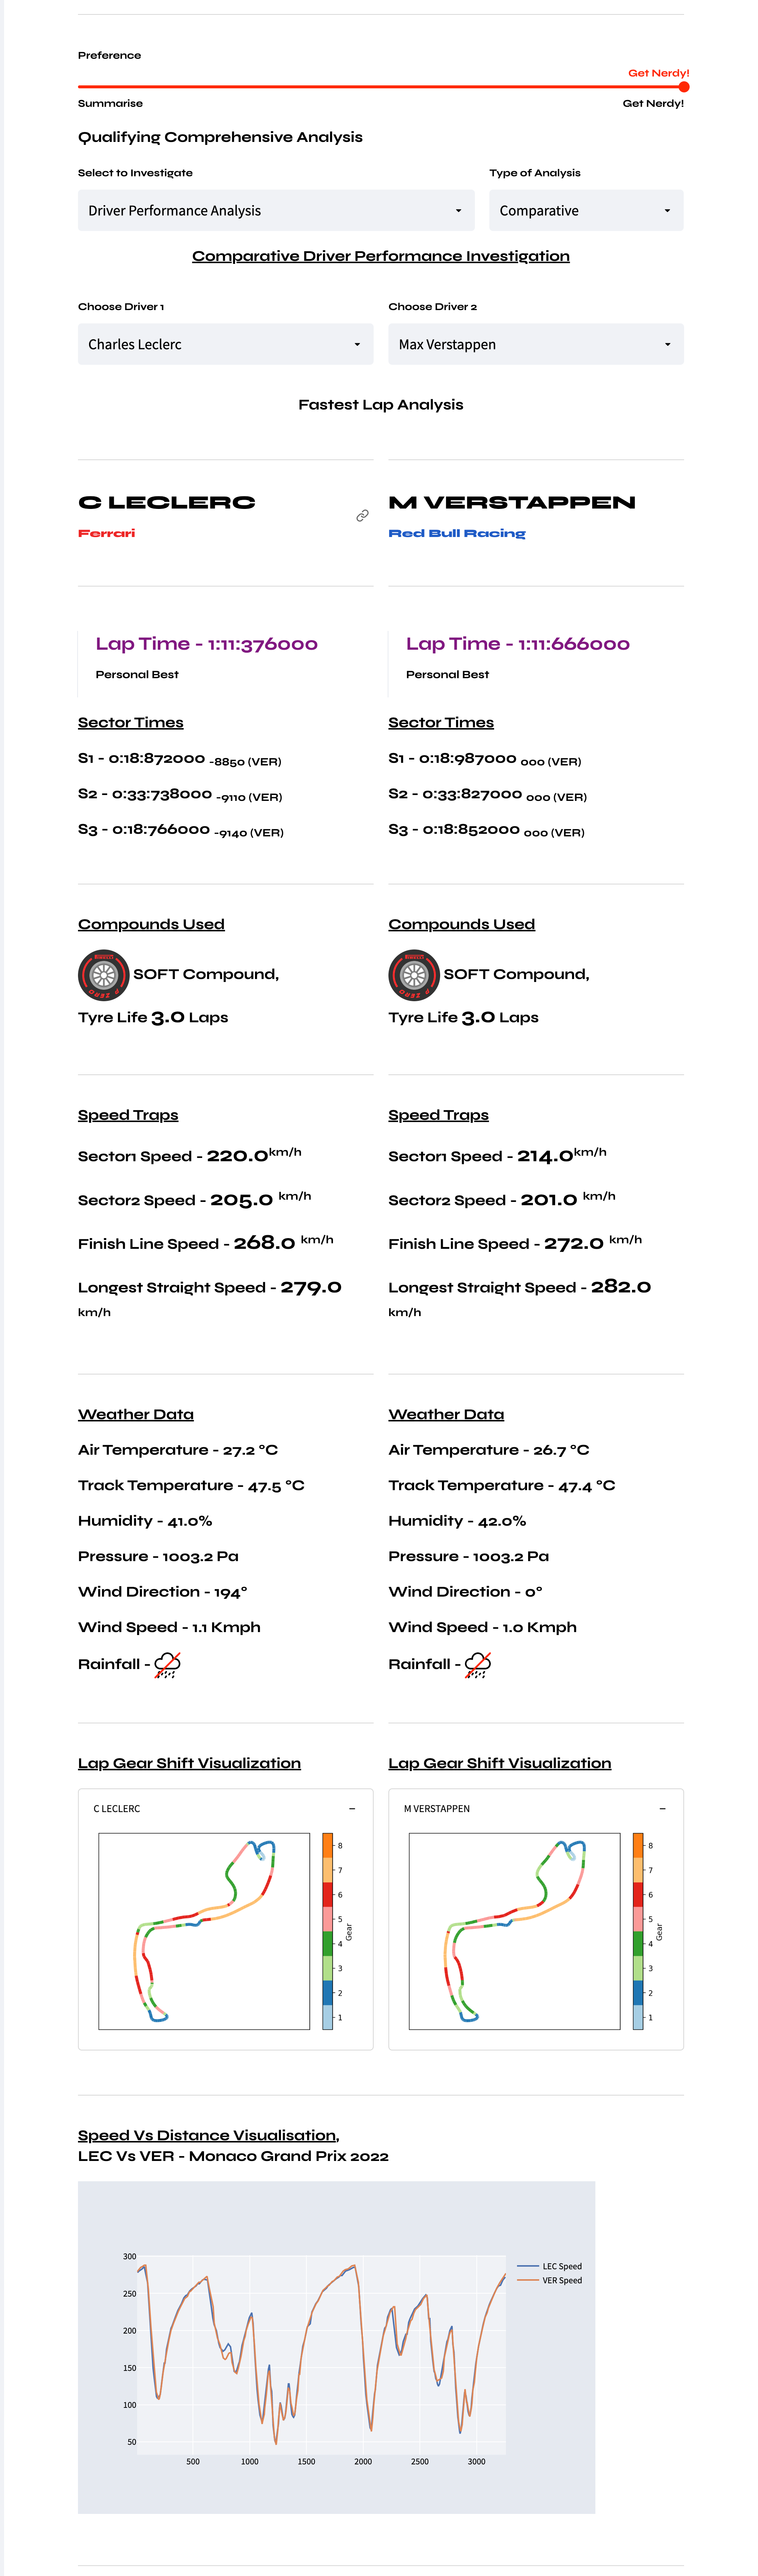 Preference
Get Nerdy!
Summarise
Get Nerdy!
Qualifying Comprehensive Analysis
Select to Investigate
Type of Analysis
Driver Performance Analysis
Comparative
Comparative Driver Performance Investigation
Choose Driver 1
Choose Driver 2
Charles Leclerc
Max Verstappen
Fastest Lap Analysis
C LECLERC
Ferrari
M VERSTAPPEN
Red Bull Racing
Lap Time - 1:11:376000
Personal Best
Lap Time - 1:11:666000
Personal Best
Sector Times
S1 - 0:18:872000 -8850 (VER)
S2 - 0:33:738000 -9110 (VER)
S3 - 0:18:766000 -9140 (VER)
Sector Times
S1 - 0:18:987000 000 (VER)
S2 - 0:33:827000 000 (VER)
S3 - 0:18:852000 000 (VER)
Compounds Used
SOFT Compound,
Tyre Life 3.0 Laps
Compounds Used
SOFT Compound,
Tyre Life 3.0 Laps
Speed Traps
Sector1 Speed - 220.0km/h
Sector2 Speed - 205.0 km/h
Finish Line Speed - 268.0 km/h
Longest Straight Speed - 279.0
km/h
Speed Traps
Sector1 Speed - 214.0km/h
Sector2 Speed - 201.0 km/h
Finish Line Speed - 272.0 km/h
Longest Straight Speed - 282.0
km/h
Weather Data
Air Temperature - 27.2 °C
Track Temperature - 47.5 °C
Humidity - 41.0%
Pressure - 1003.2 Pa
Wind Direction - 194°
Wind Speed - 1.1 Kmph
Rainfall -
Weather Data
Air Temperature - 26.7 °C
Track Temperature - 47.4 °C
Humidity - 42.0%
Pressure - 1003.2 Pa
Wind Direction - 0°
Wind Speed - 1.0 Kmph
Rainfall -
Lap Gear Shift Visualization
C LECLERC
8
7
6
5
4
3
2
1
Gear
Lap Gear Shift Visualization
M VERSTAPPEN
8
7
6
5
4
3
2
1
Gear
Speed Vs Distance Visualisation,
LEC Vs VER - Monaco Grand Prix 2022
300
250
200
150
100
50
500
1000
1500
2000
2500
3000
LEC Speed
VER Speed